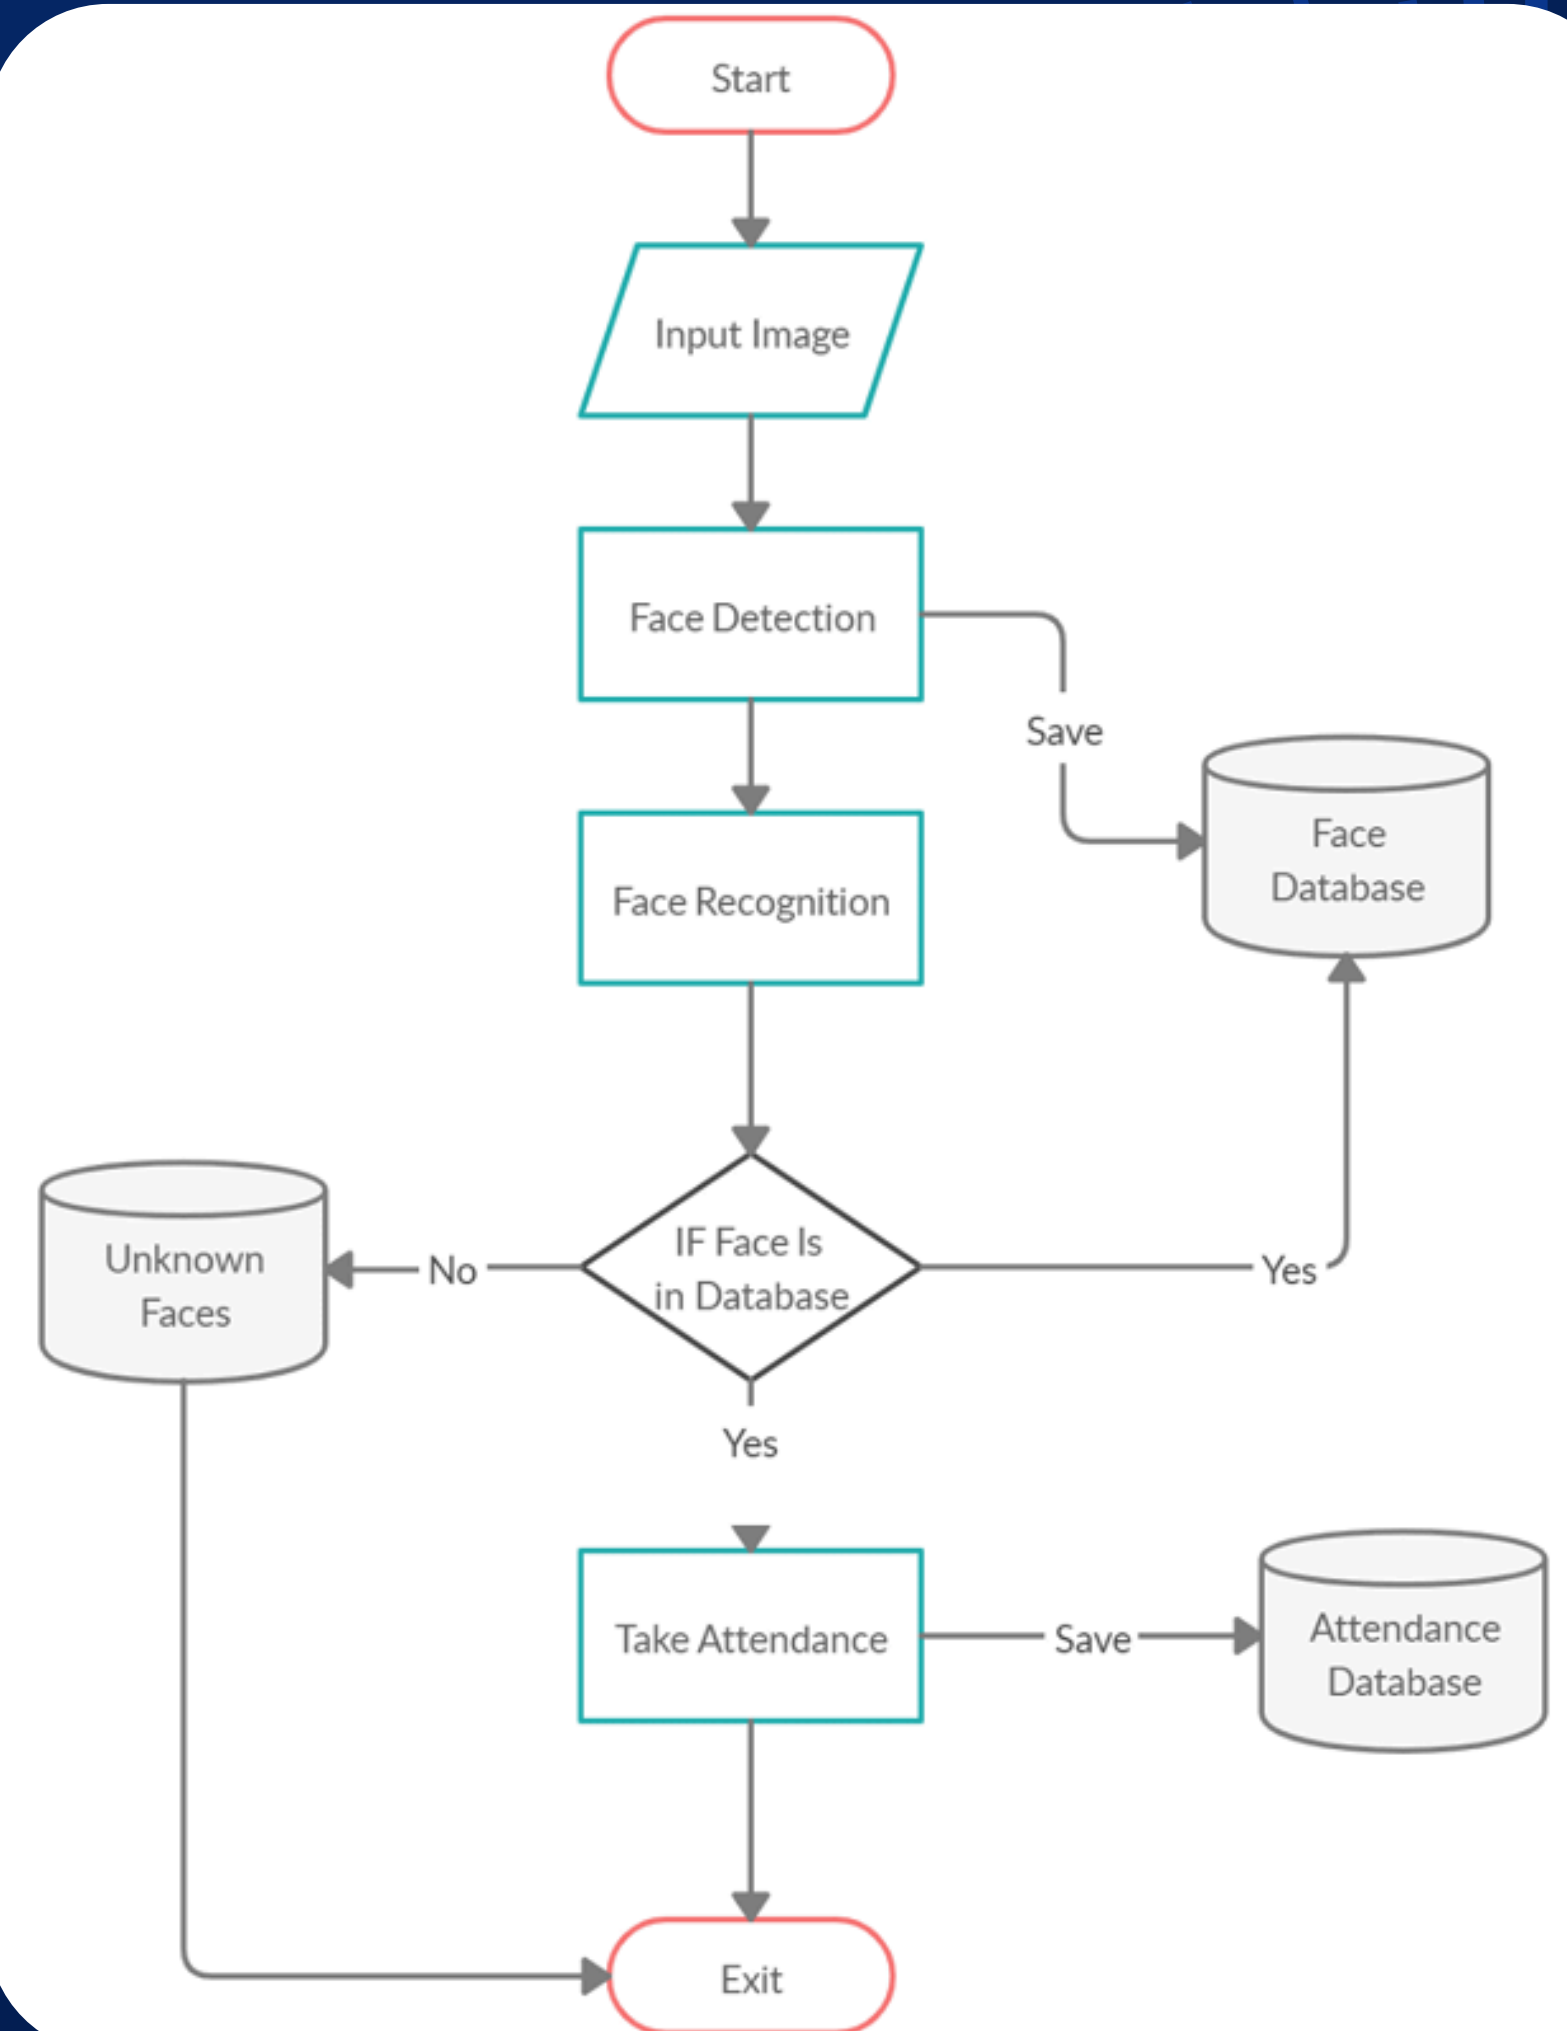 Start
Input Image
Face Detection
Save
Face
Database
Face Recognition
IF Face Is
in Database
No
Unknown
Faces
Yes
Yes
Take Attendance
Save
Attendance
Database
Exit